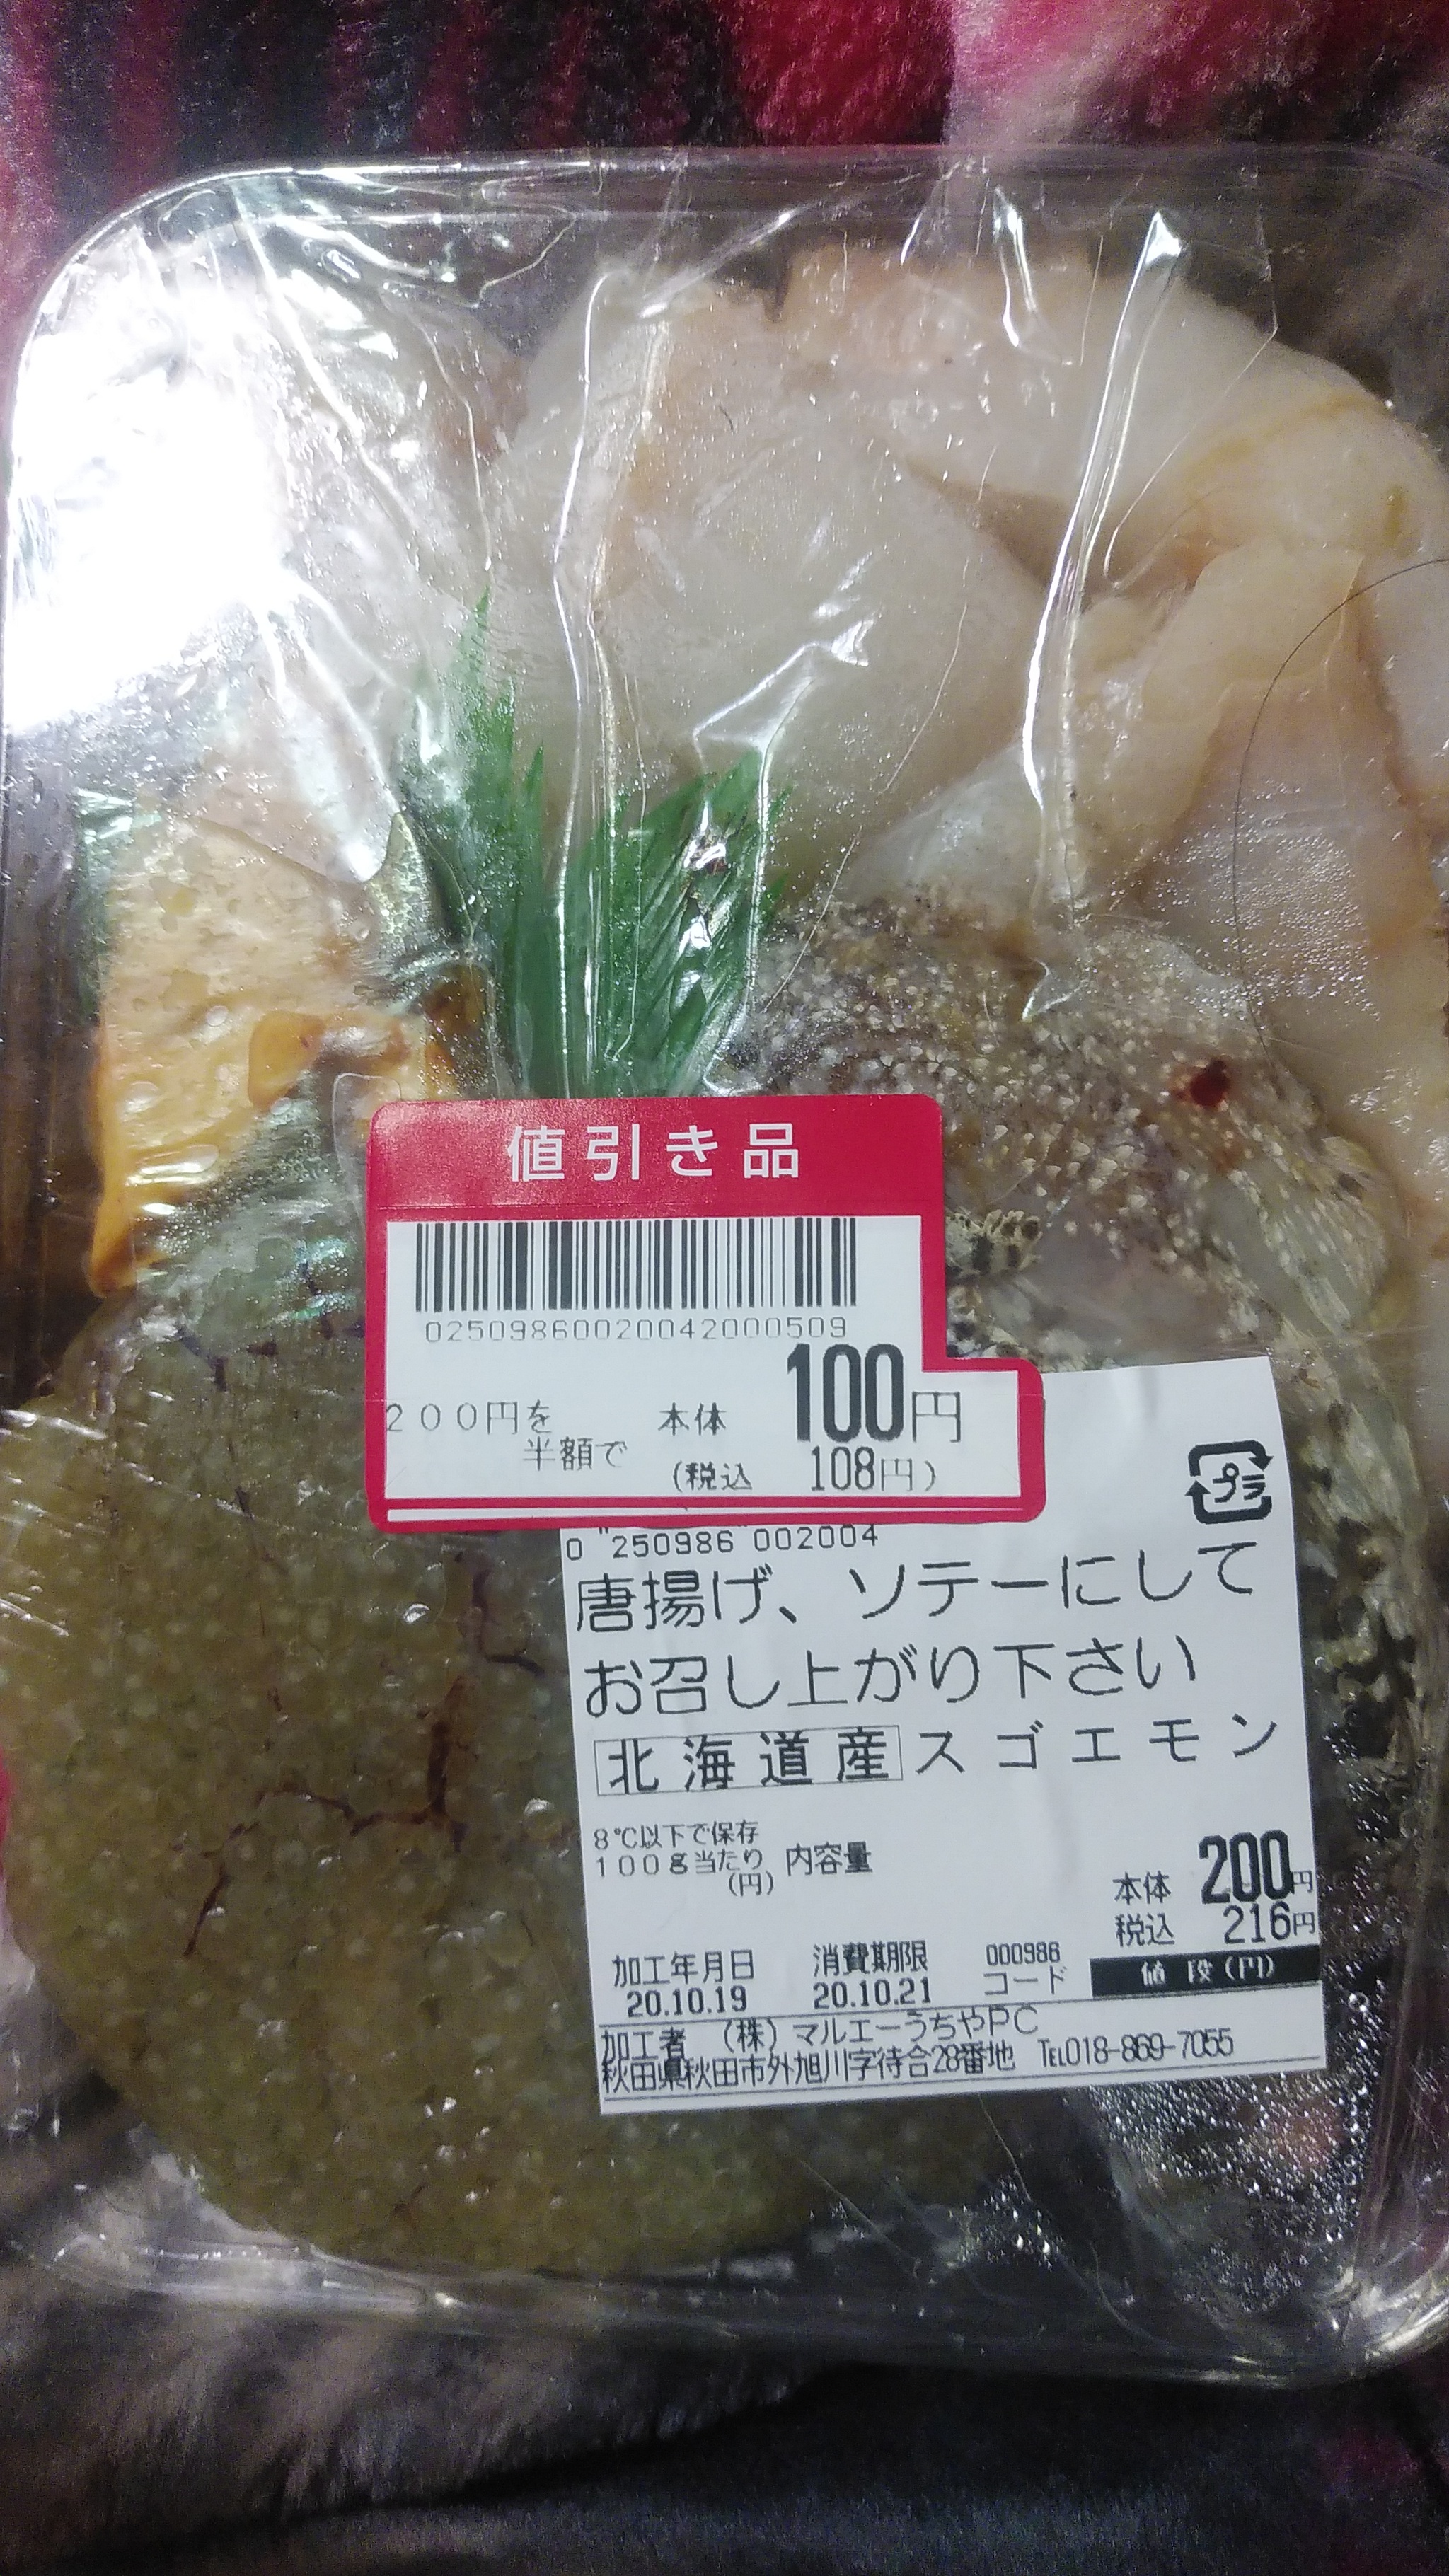 値引き品
02509860020042000509
200円を
半額で
本体 100円
(税込 108円)
プラ
0 "250986 002004
唐揚げ、ソテーにして
お召し上がり下さい
北海道産 スゴエモン
8℃以下で保存
100g当たり 内容量
(円)
本体 200円
税込 216円
加工年月日 消費期限 000986
20.10.19 20.10.21 コード 値段(円)
加工者 (株)マルエーうちやPC
秋田県秋田市外旭川字待合28番地 TEL018-869-7055